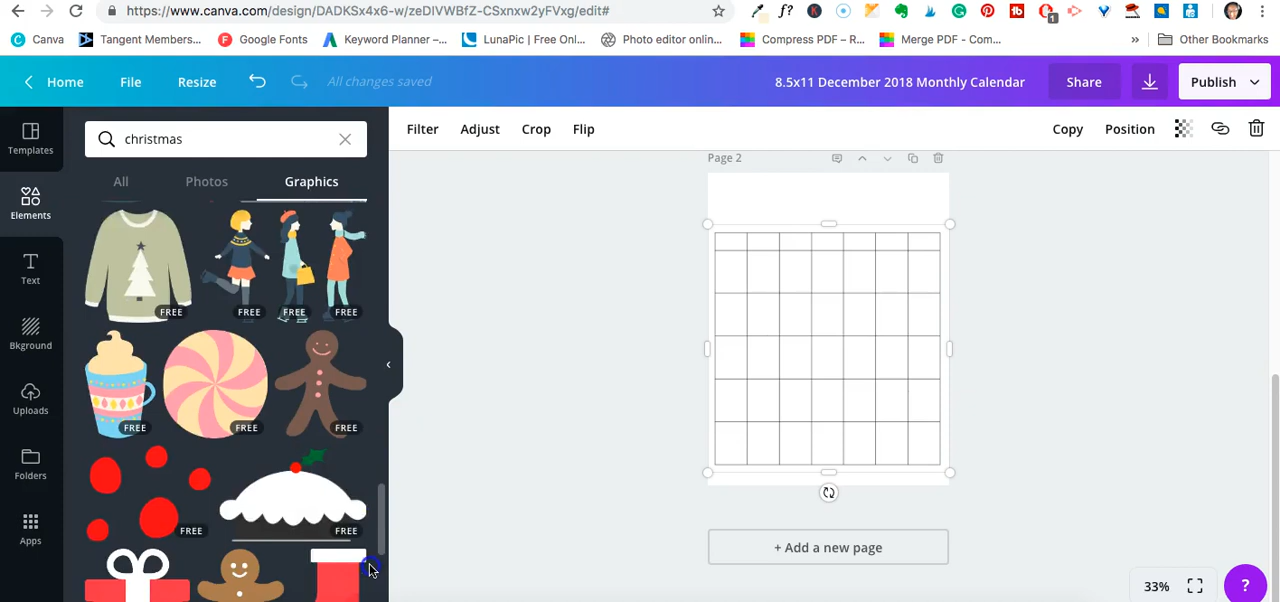 https://www.canva.com/design/DADKSx4x6-w/zeDIVWBfZ-CSxnxw2yFVxg/edit#
Canva
Tangent Members...
Google Fonts
Keyword Planner –...
LunaPic | Free Onl...
Photo editor onlin...
Compress PDF – R...
Merge PDF - Com...
»
Other Bookmarks
Home
File
Resize
All changes saved
8.5x11 December 2018 Monthly Calendar
Share
Publish
Templates
Elements
Text
Bkground
Uploads
Folders
Apps
christmas
All
Photos
Graphics
Filter
Adjust
Crop
Flip
Copy
Position
Page 2
FREE
FREE
FREE
FREE
FREE
FREE
FREE
FREE
FREE
+ Add a new page
33%
?